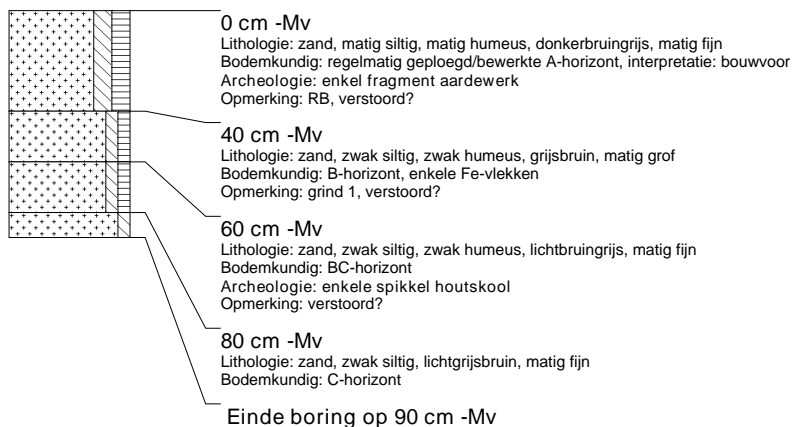 0 cm -Mv
Lithologie: zand, matig siltig, matig humeus, donkerbruingrijs, matig fijn
Bodemkundig: regelmatig geploegd/bewerkte A-horizont, interpretatie: bouwvoor
Archeologie: enkel fragment aardewerk
Opmerking: RB, verstoord?
40 cm -Mv
Lithologie: zand, zwak siltig, zwak humeus, grijsbruin, matig grof
Bodemkundig: B-horizont, enkele Fe-vlekken
Opmerking: grind 1, verstoord?
60 cm -Mv
Lithologie: zand, zwak siltig, zwak humeus, lichtbruingrijs, matig fijn
Bodemkundig: BC-horizont
Archeologie: enkele spikkel houtskool
Opmerking: verstoord?
80 cm -Mv
Lithologie: zand, zwak siltig, lichtgrijsbruin, matig fijn
Bodemkundig: C-horizont
Einde boring op 90 cm -Mv